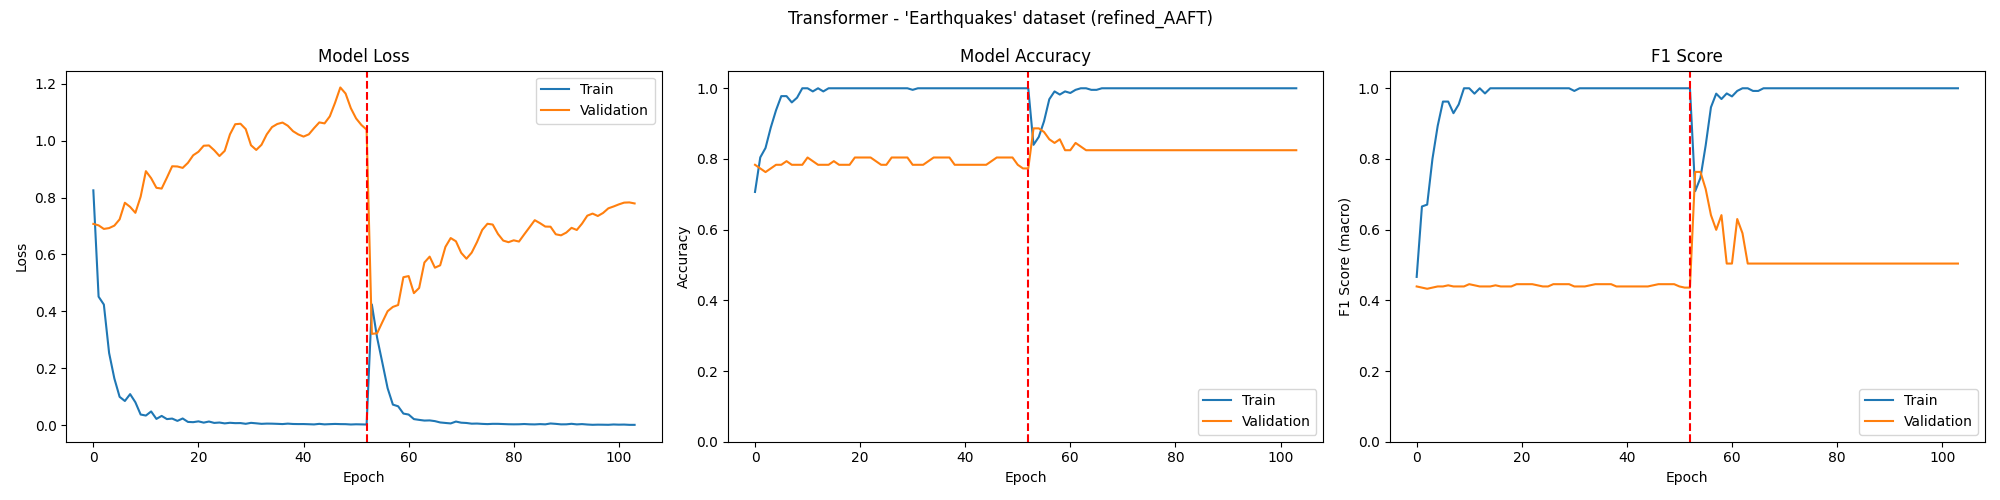 Transformer - 'Earthquakes' dataset (refined_AAFT)
Model Loss
Loss
1.2
1.0
0.8
0.6
0.4
0.2
0.0
0 20 40 60 80 100
Epoch
Train
Validation
Model Accuracy
Accuracy
1.0
0.8
0.6
0.4
0.2
0.0
0 20 40 60 80 100
Epoch
Train
Validation
F1 Score
F1 Score (macro)
1.0
0.8
0.6
0.4
0.2
0.0
0 20 40 60 80 100
Epoch
Train
Validation